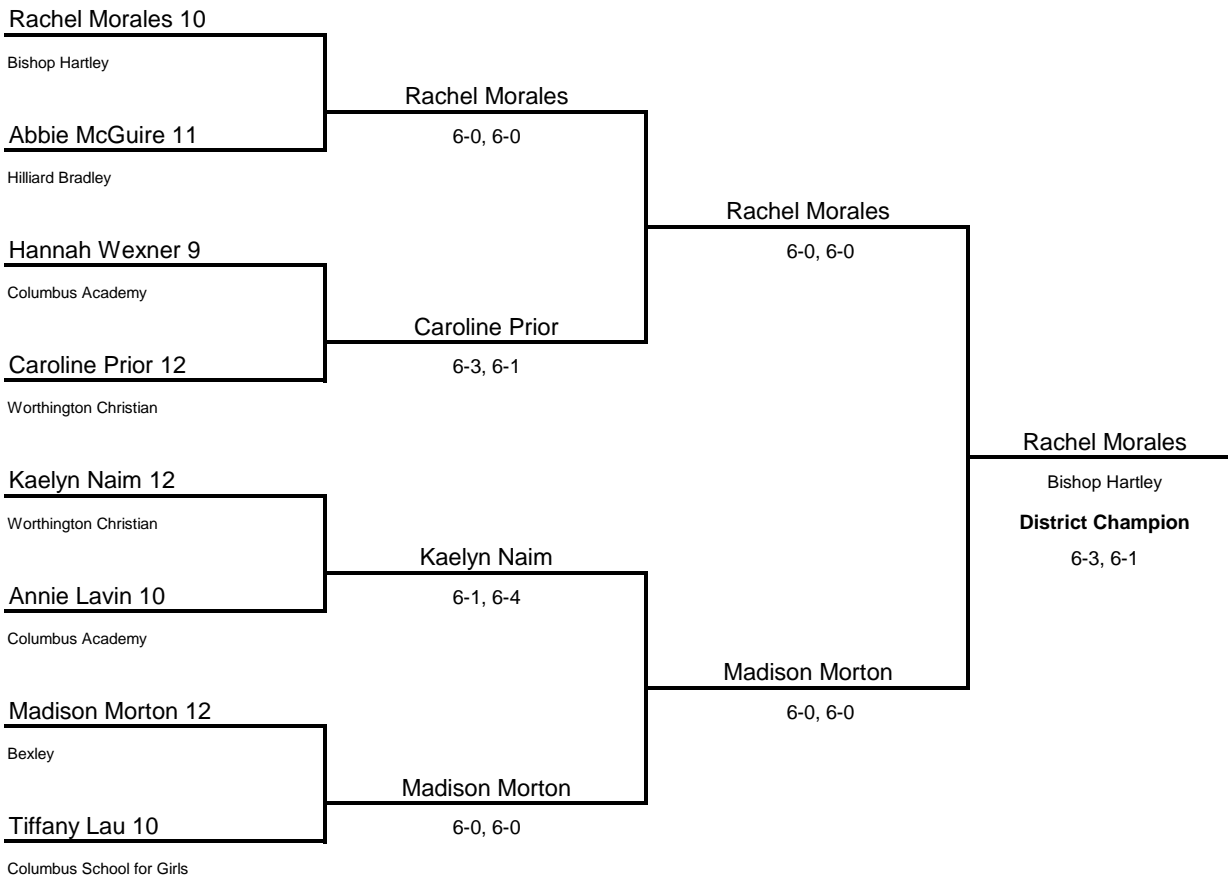 Rachel Morales 10
Bishop Hartley
Rachel Morales
Abbie McGuire 11
6-0, 6-0
Hilliard Bradley
Rachel Morales
Hannah Wexner 9
6-0, 6-0
Columbus Academy
Caroline Prior
Caroline Prior 12
6-3, 6-1
Worthington Christian
Rachel Morales
Kaelyn Naim 12
Bishop Hartley
Worthington Christian
District Champion
Kaelyn Naim
6-3, 6-1
Annie Lavin 10
6-1, 6-4
Columbus Academy
Madison Morton
Madison Morton 12
6-0, 6-0
Bexley
Madison Morton
Tiffany Lau 10
6-0, 6-0
Columbus School for Girls